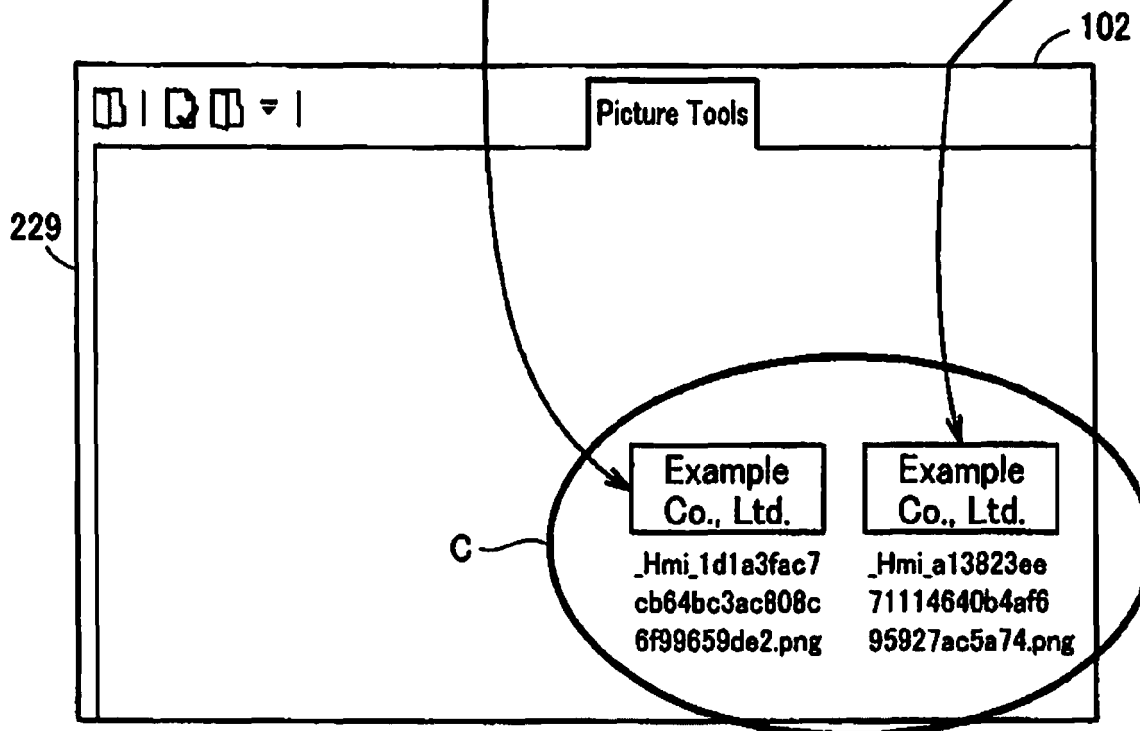 102
Picture Tools
229
Example Example
Co., Ltd. Co., Ltd.
C
_Hmi_1d1a3fac7 _Hmi_a13823ee
cb64bc3ac808c 71114640b4af6
6f99659de2.png 95927ac5a74.png